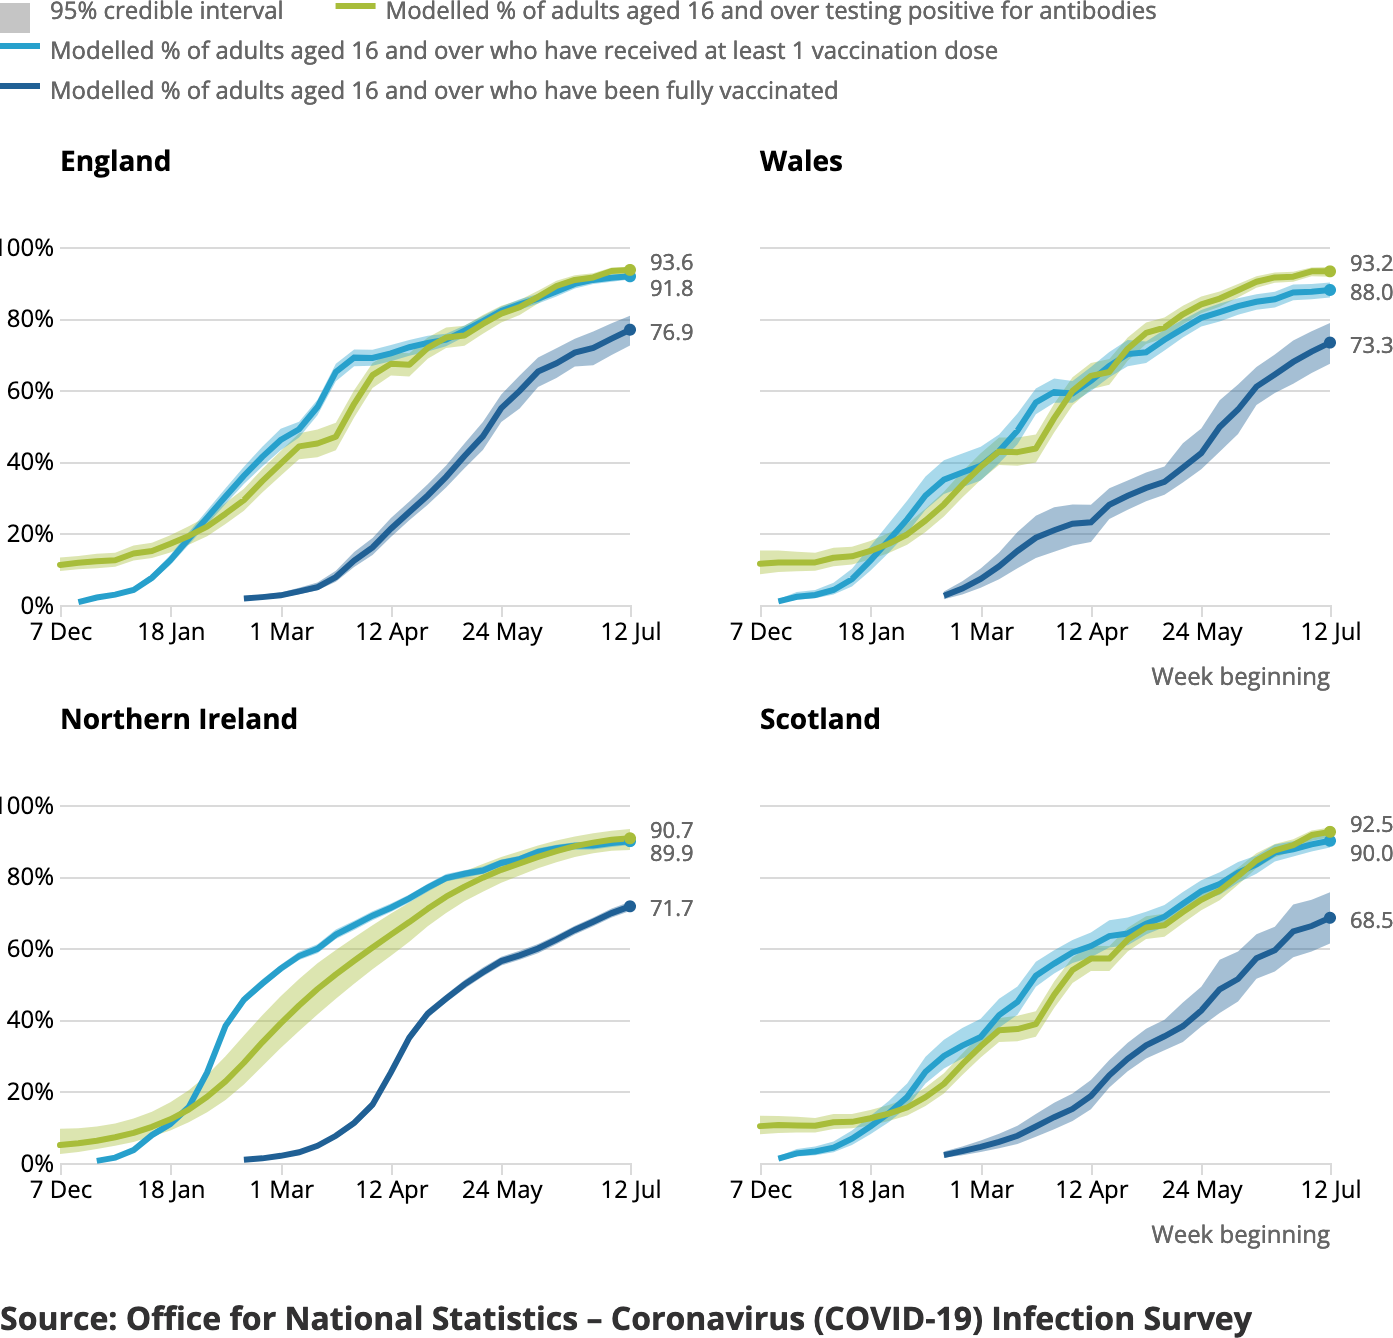 95% credible interval
Modelled % of adults aged 16 and over testing positive for antibodies
Modelled % of adults aged 16 and over who have received at least 1 vaccination dose
Modelled % of adults aged 16 and over who have been fully vaccinated
England
100%
80%
60%
40%
20%
0%
93.6
91.8
76.9
7 Dec 18 Jan 1 Mar 12 Apr 24 May 12 Jul
Wales
93.2
88.0
73.3
7 Dec 18 Jan 1 Mar 12 Apr 24 May 12 Jul
Week beginning
Northern Ireland
100%
80%
60%
40%
20%
0%
90.7
89.9
71.7
7 Dec 18 Jan 1 Mar 12 Apr 24 May 12 Jul
Scotland
92.5
90.0
68.5
7 Dec 18 Jan 1 Mar 12 Apr 24 May 12 Jul
Week beginning
Source: Office for National Statistics – Coronavirus (COVID-19) Infection Survey